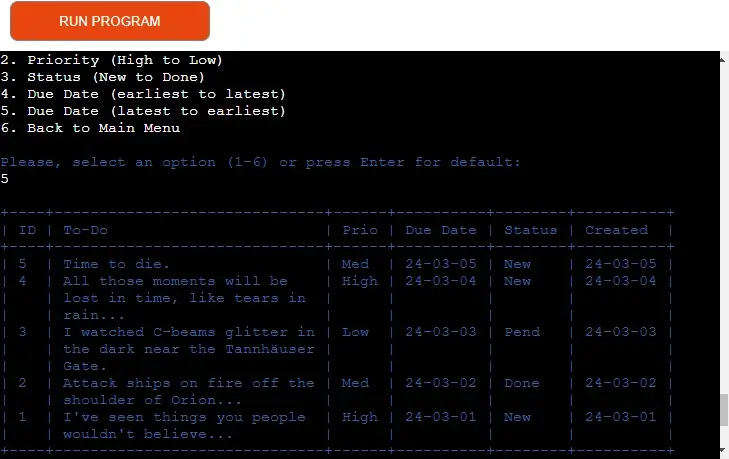 RUN PROGRAM
2. Priority (High to Low)
3. Status (New to Done)
4. Due Date (earliest to latest)
5. Due Date (latest to earliest)
6. Back to Main Menu
Please, select an option (1-6) or press Enter for default:
5
+----+-------------------------------+------+----------+--------+----------+
| ID | To-Do                         | Prio | Due Date | Status | Created  |
+----+-------------------------------+------+----------+--------+----------+
| 5  | Time to die.                  | Med  | 24-03-05 | New    | 24-03-05 |
| 4  | All those moments will be     | High | 24-03-04 | New    | 24-03-04 |
|    | lost in time, like tears in   |      |          |        |          |
|    | rain...                       |      |          |        |          |
| 3  | I watched C-beams glitter in  | Low  | 24-03-03 | Pend   | 24-03-03 |
|    | the dark near the Tannhäuser  |      |          |        |          |
|    | Gate.                         |      |          |        |          |
| 2  | Attack ships on fire off the  | Med  | 24-03-02 | Done   | 24-03-02 |
|    | shoulder of Orion...          |      |          |        |          |
| 1  | I've seen things you people   | High | 24-03-01 | New    | 24-03-01 |
|    | wouldn't believe...           |      |          |        |          |
+----+-------------------------------+------+----------+--------+----------+